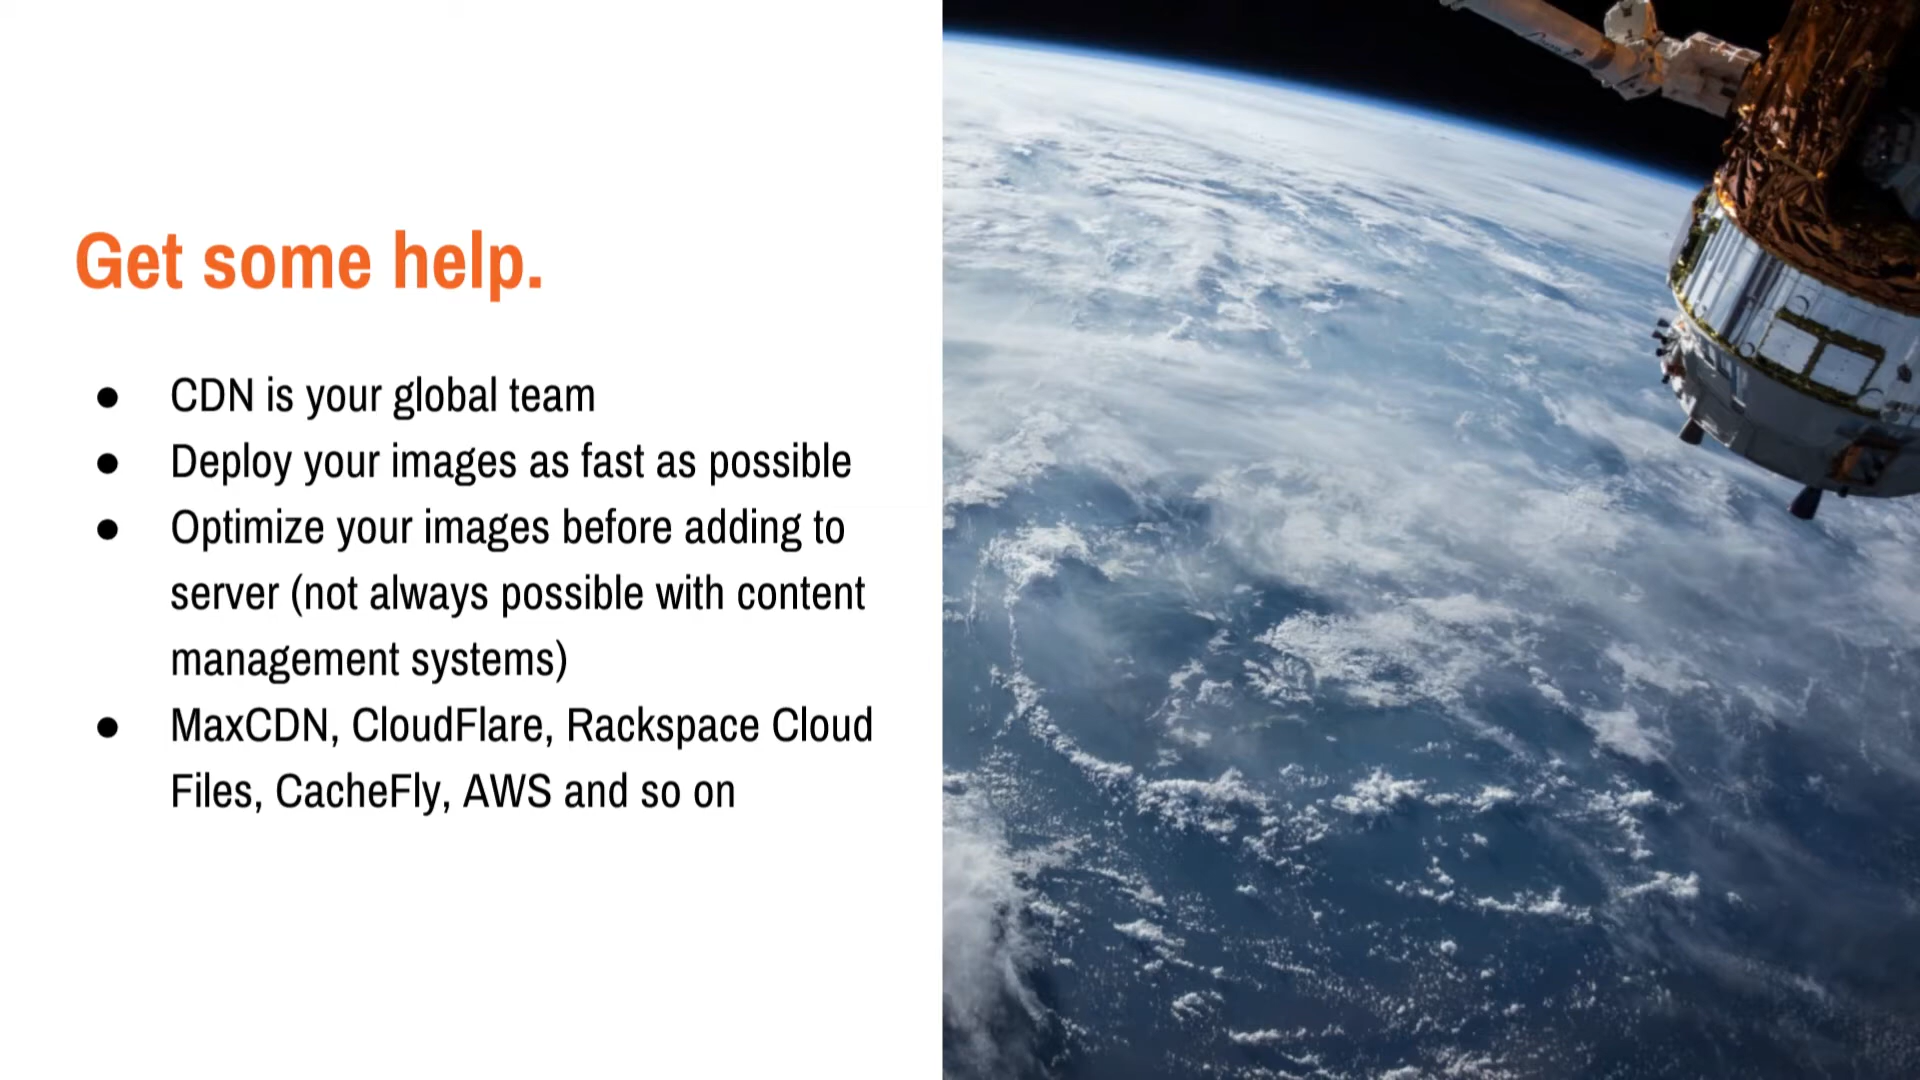 Get some help.
● CDN is your global team
● Deploy your images as fast as possible
● Optimize your images before adding to
server (not always possible with content
management systems)
● MaxCDN, CloudFlare, Rackspace Cloud
Files, CacheFly, AWS and so on